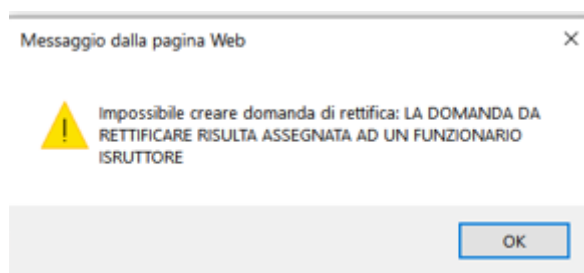 Messaggio dalla pagina Web
Impossibile creare domanda di rettifica: LA DOMANDA DA
RETTIFICARE RISULTA ASSEGNATA AD UN FUNZIONARIO
ISRUTTORE
OK